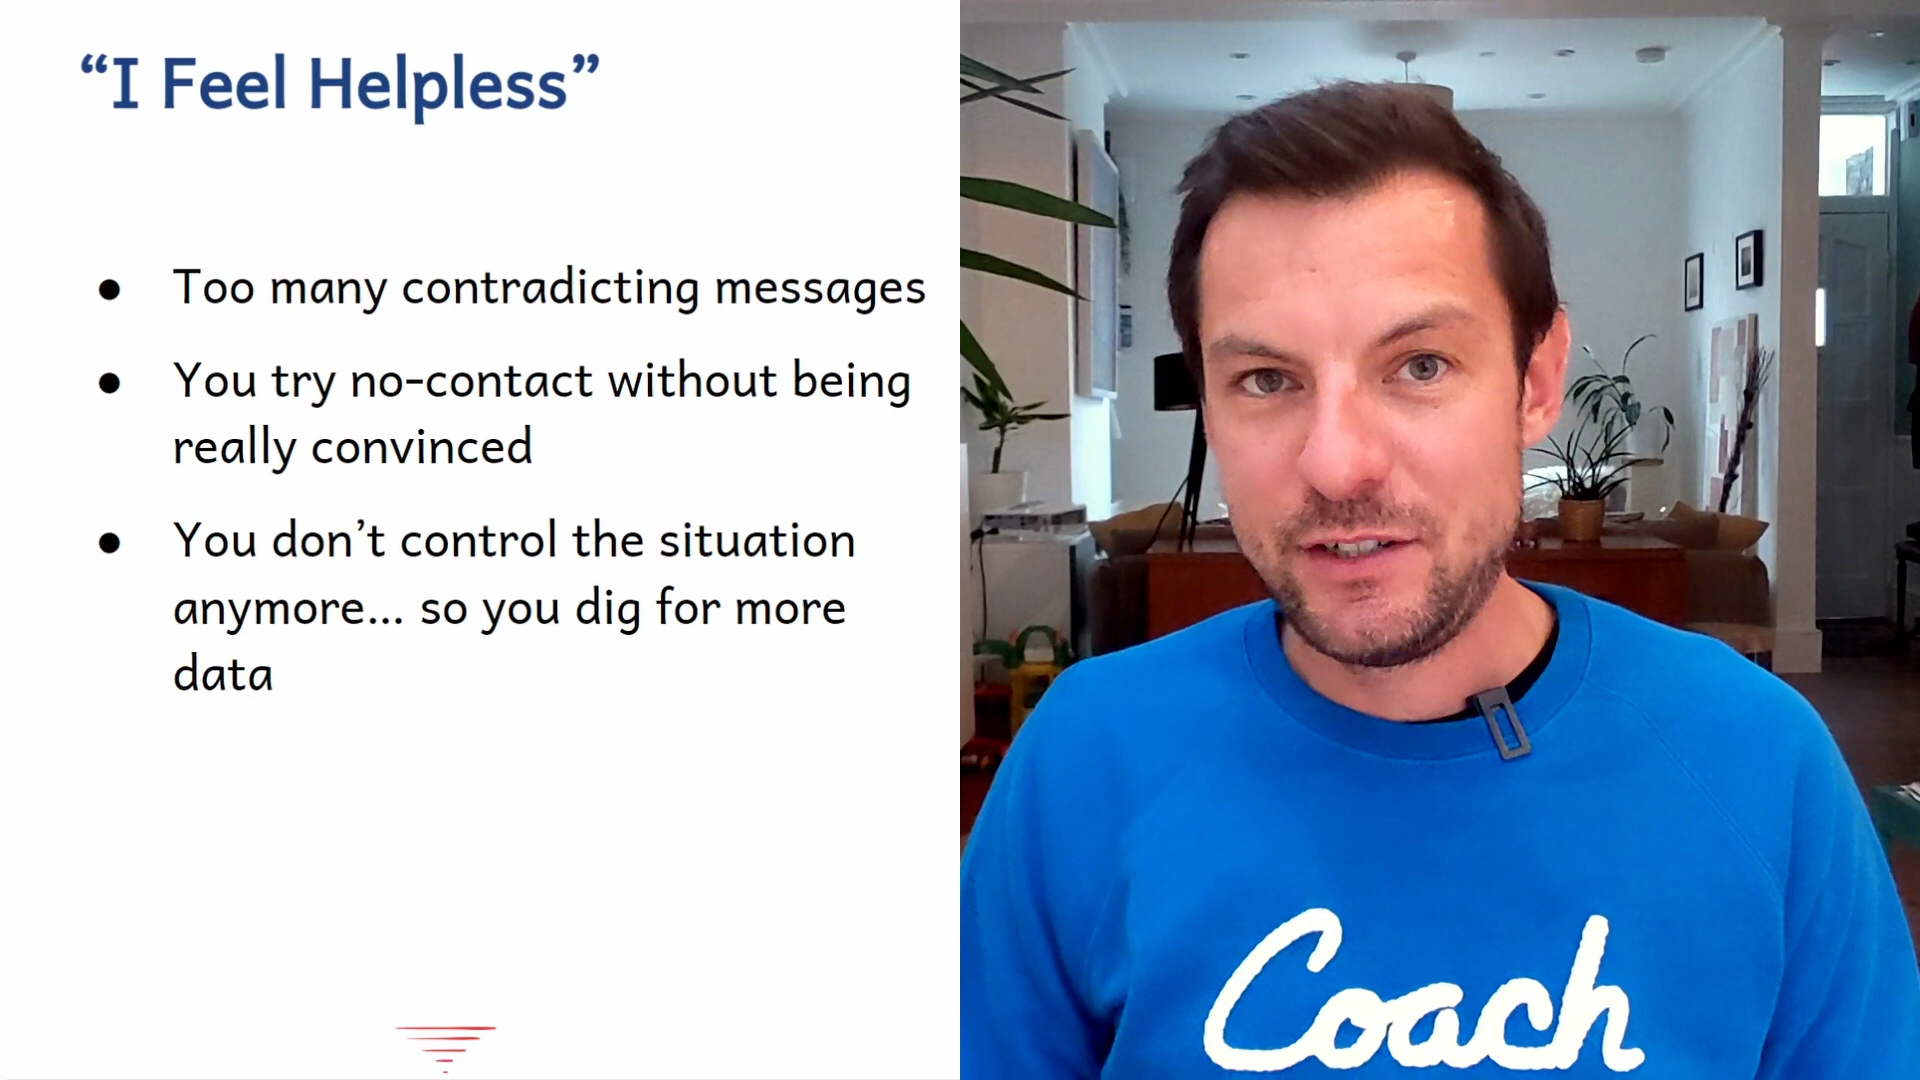 “I Feel Helpless”
● Too many contradicting messages
● You try no-contact without being
really convinced
● You don’t control the situation
anymore... so you dig for more
data
Coach